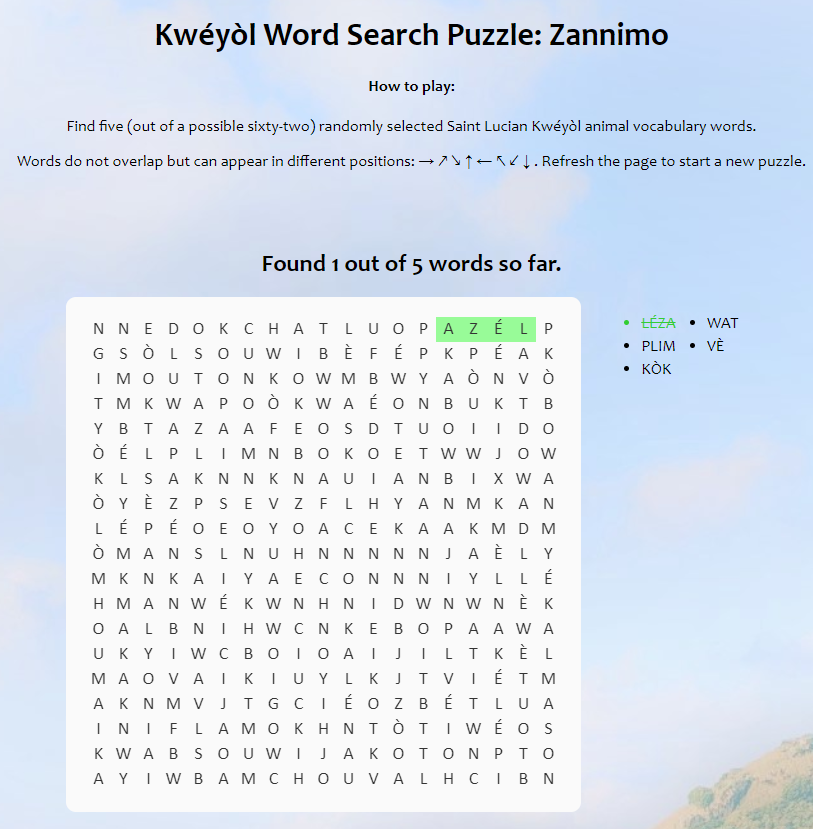 Kwéyòl Word Search Puzzle: Zannimo
How to play:
Find five (out of a possible sixty-two) randomly selected Saint Lucian Kwéyòl animal vocabulary words.
Words do not overlap but can appear in different positions: → ↗ ↘ ↑ ← ↖ ↙ ↓ . Refresh the page to start a new puzzle.
Found 1 out of 5 words so far.
N N E D O K C H A T L U O P A Z É L P
G S Ò L S O U W I B È F É P K P É A K
I M O U T O N K O W M B W Y A Ò N V Ò
T M K W A P O Ò K W A É O N B U K T B
Y B T A Z A A F E O S D T U O I I D O
Ò É L P L I M N B O K O E T W W J O W
K L S A K N N K N A U I A N B I X W A
Ò Y È Z P S E V Z F L H Y A N M K A N
L É P É O E O Y O A C E K A A K M D M
Ò M A N S L N U H N N N N N J A È L Y
M K N K A I Y A E C O N N N I Y L L É
H M A N W É K W N H N I D W N W N È K
O A L B N I H W C N K E B O P A A W A
U K Y I W C B O I O A I J I L T K È L
M A O V A I K I U Y L K J T V I É T M
A K N M V J T G C I É O Z B É T L U A
I N I F L A M O K H N T Ò T I W É O S
K W A B S O U W I J A K O T O N P T O
A Y I W B A M C H O U V A L H C I B N
LÉZA
WAT
PLIM
VÈ
KÒK